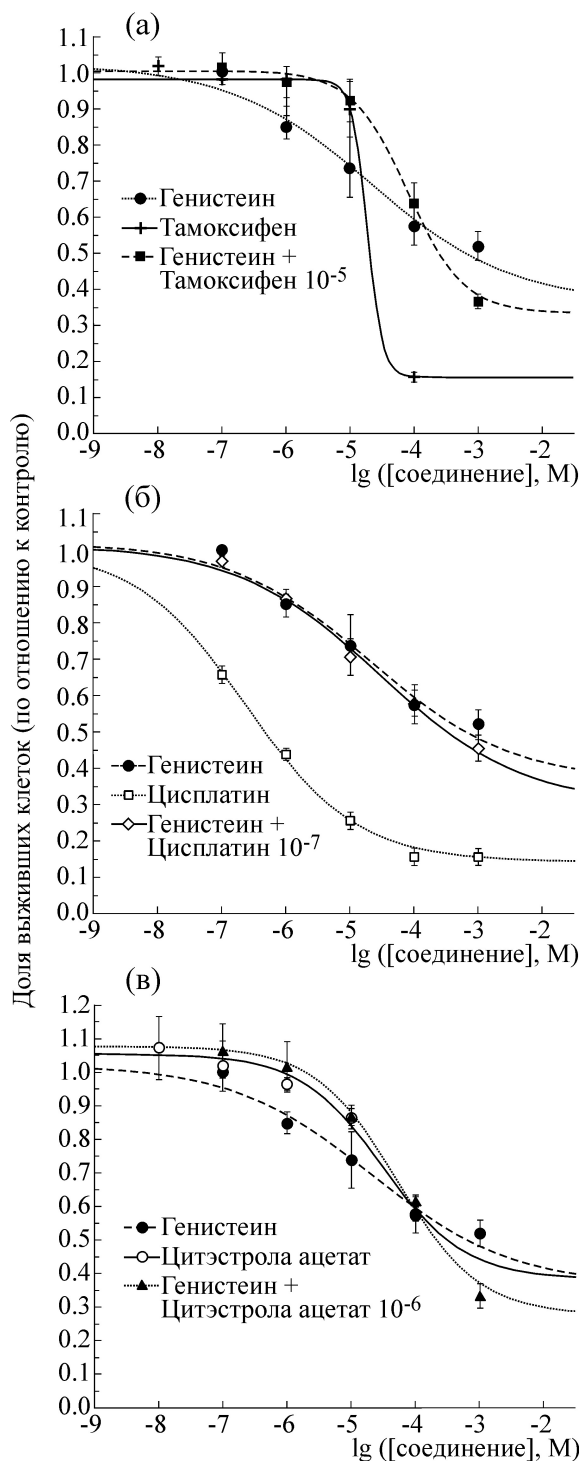 (а)
1.1
1.0
0.9
0.8
0.7
0.6
0.5
0.4
0.3
0.2
0.1
0.0
Генистеин
Тамоксифен
Генистеин +
Тамоксифен 10⁻⁵
-9 -8 -7 -6 -5 -4 -3 -2
lg ([соединение], М)
Доля выживших клеток (по отношению к контролю)
(б)
1.1
1.0
0.9
0.8
0.7
0.6
0.5
0.4
0.3
0.2
0.1
0.0
Генистеин
Цисплатин
Генистеин +
Цисплатин 10⁻⁷
-9 -8 -7 -6 -5 -4 -3 -2
lg ([соединение], М)
(в)
1.2
1.1
1.0
0.9
0.8
0.7
0.6
0.5
0.4
0.3
0.2
0.1
0.0
Генистеин
Цитэстрола ацетат
Генистеин +
Цитэстрола ацетат 10⁻⁶
-9 -8 -7 -6 -5 -4 -3 -2
lg ([соединение], М)